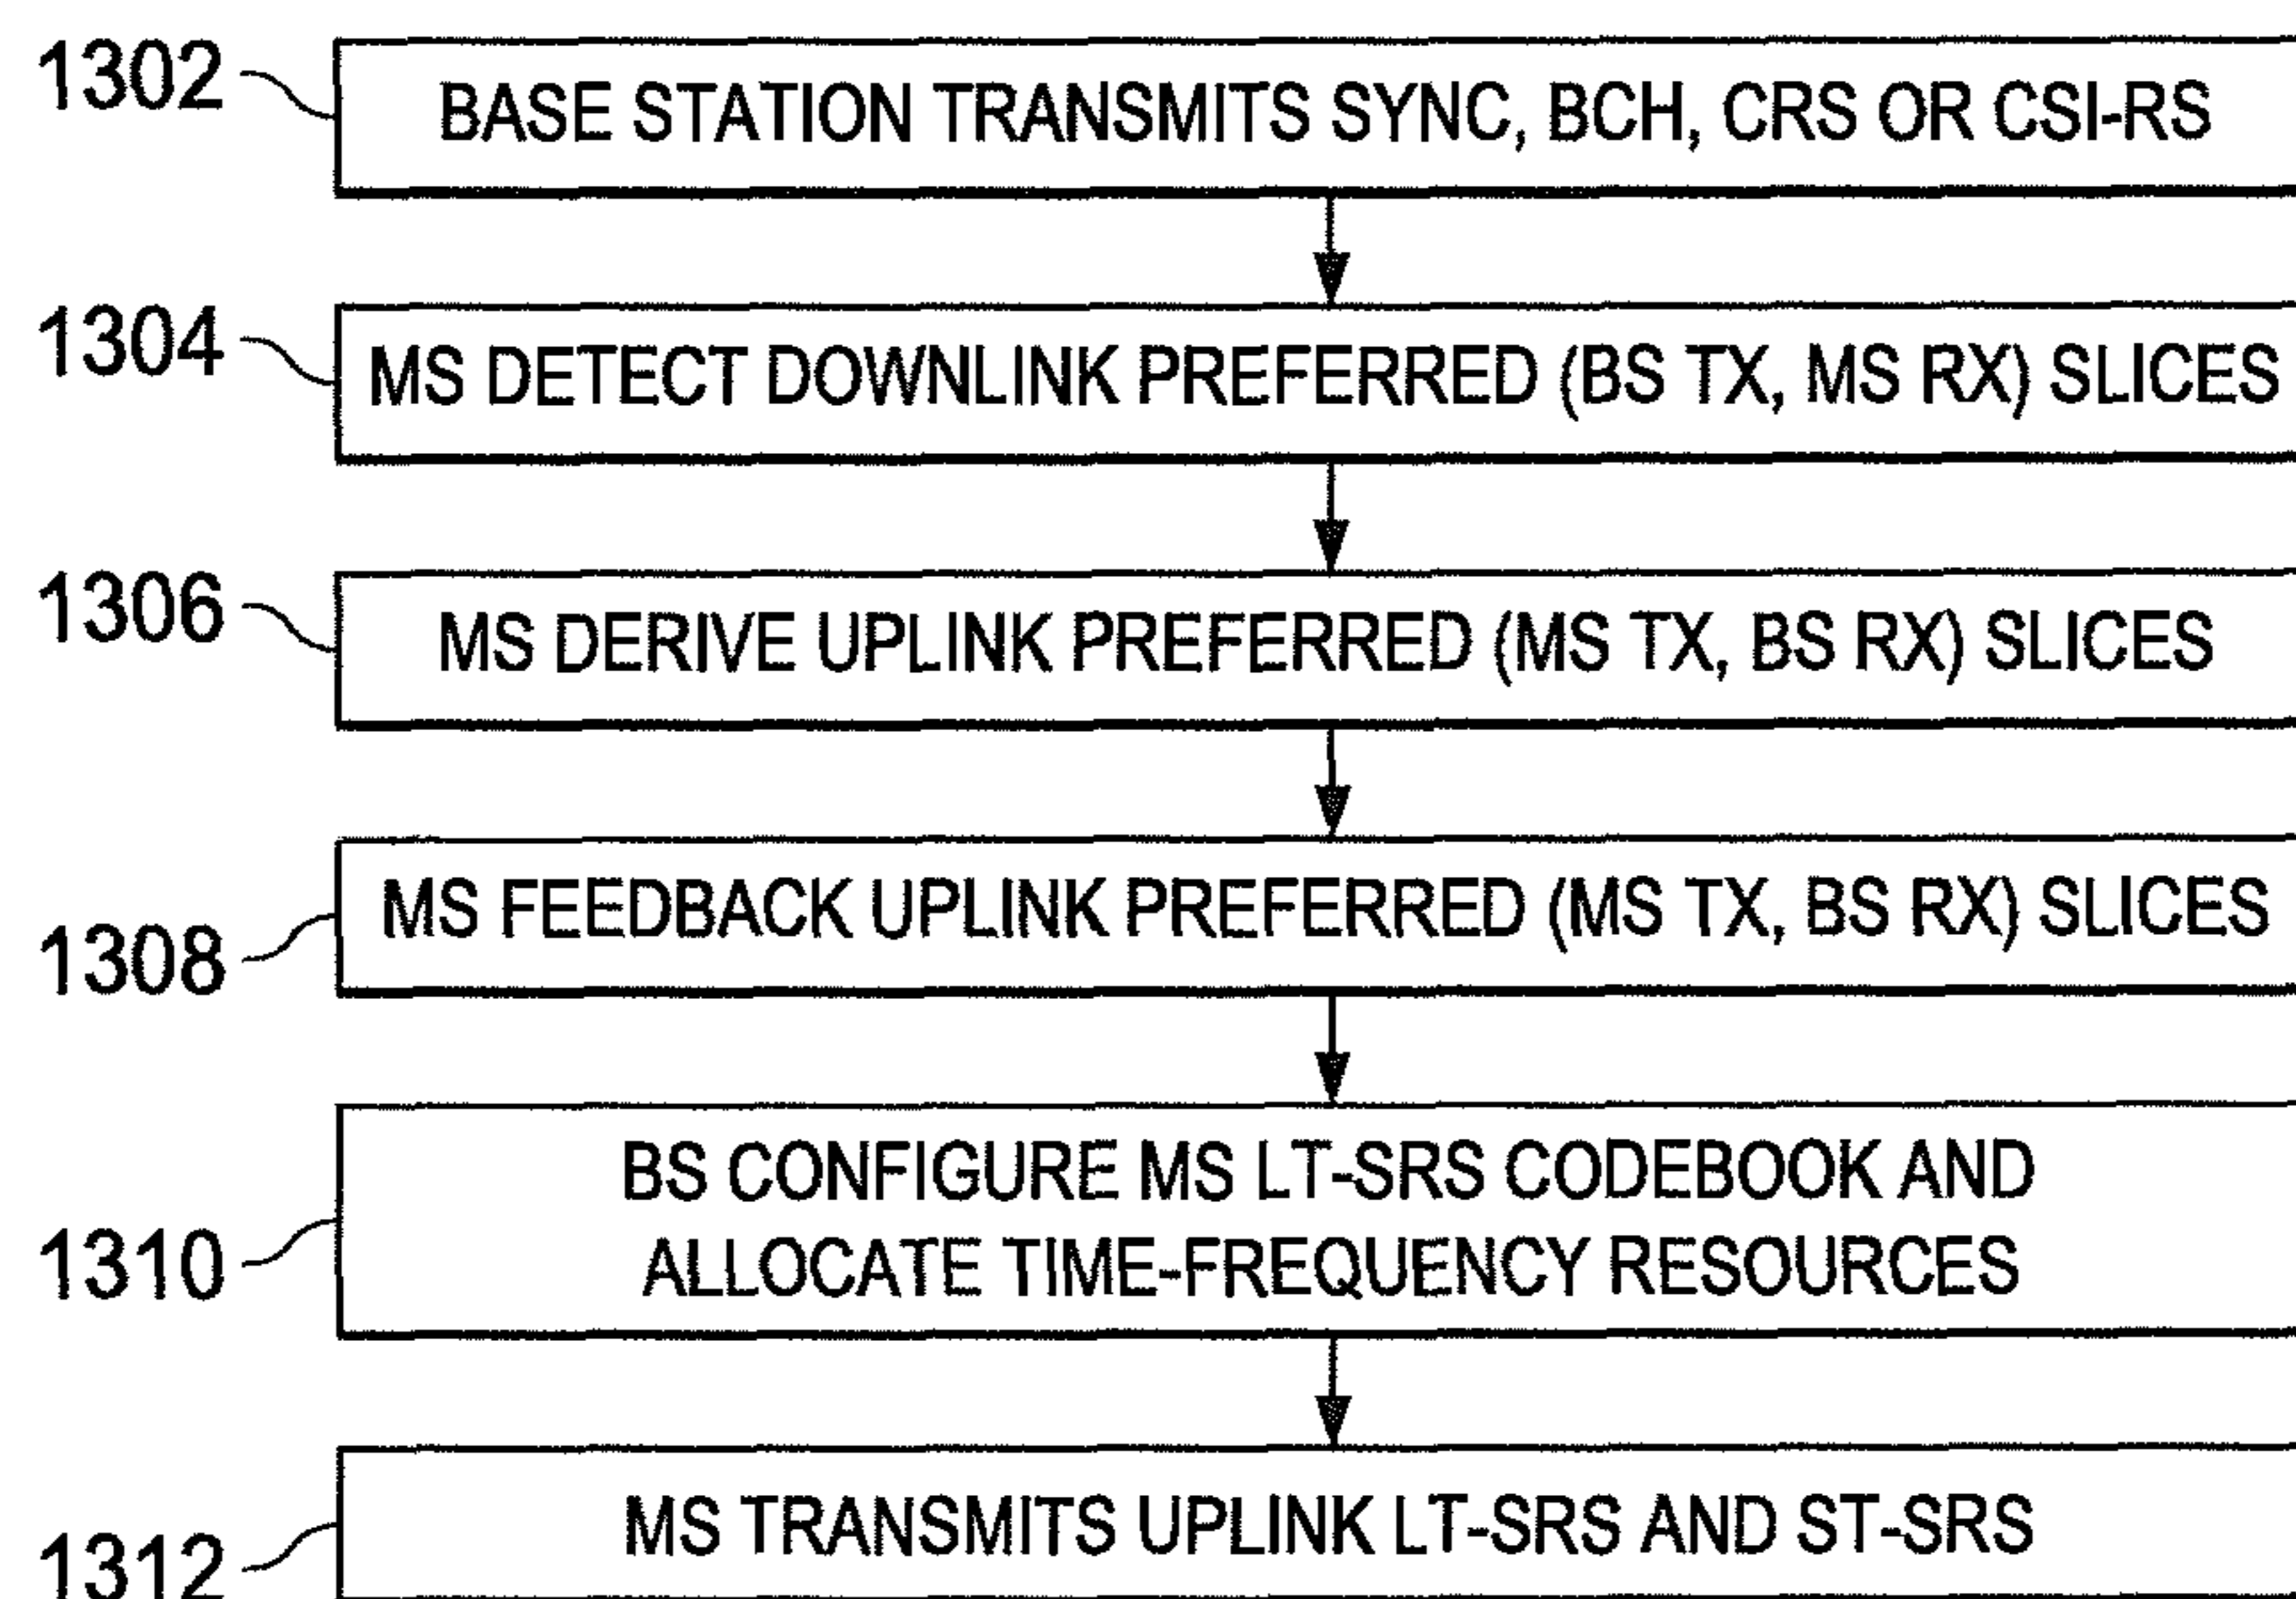 1302 BASE STATION TRANSMITS SYNC, BCH, CRS OR CSI-RS
1304 MS DETECT DOWNLINK PREFERRED (BS TX, MS RX) SLICES
1306 MS DERIVE UPLINK PREFERRED (MS TX, BS RX) SLICES
1308 MS FEEDBACK UPLINK PREFERRED (MS TX, BS RX) SLICES
BS CONFIGURE MS LT-SRS CODEBOOK AND
1310 ALLOCATE TIME-FREQUENCY RESOURCES
1312 MS TRANSMITS UPLINK LT-SRS AND ST-SRS